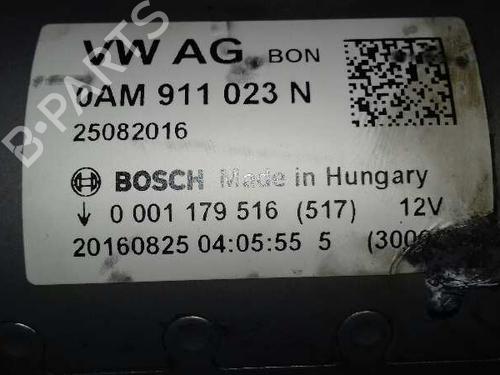 VW AG BON
0AM 911 023 N
25082016
BOSCH Made in Hungary
0 001 179 516 (517) 12V
20160825 04:05:55 5
B-PARTS